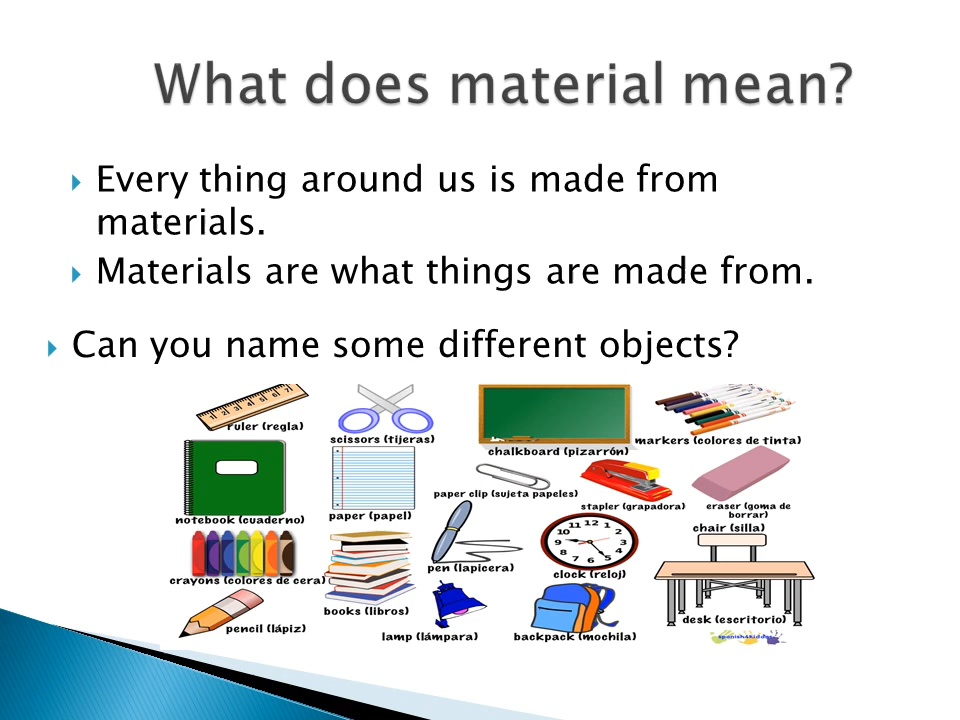 What does material mean?
Every thing around us is made from
materials.
Materials are what things are made from.
Can you name some different objects?
ruler (regla)
scissors (tijeras)
chalkboard (pizarrón)
markers (colores de tinta)
notebook (cuaderno)
paper (papel)
paper clip (sujeta papeles)
stapler (grapadora)
eraser (goma de
borrar)
crayons (colores de cera)
books (libros)
pen (lapicera)
clock (reloj)
chair (silla)
pencil (lápiz)
lamp (lámpara)
backpack (mochila)
desk (escritorio)
spanish4kiddos